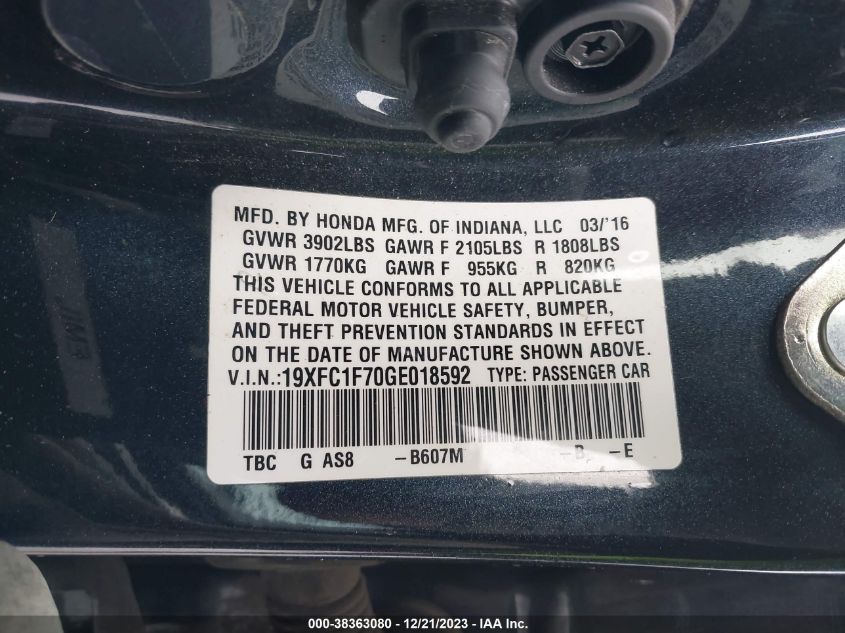 MFD. BY HONDA MFG. OF INDIANA, LLC 03/'16
GVWR 3902LBS GAWR F 2105LBS R 1808LBS
GVWR 1770KG GAWR F 955KG R 820KG
THIS VEHICLE CONFORMS TO ALL APPLICABLE
FEDERAL MOTOR VEHICLE SAFETY, BUMPER,
AND THEFT PREVENTION STANDARDS IN EFFECT
ON THE DATE OF MANUFACTURE SHOWN ABOVE.
V.I.N.:19XFC1F70GE018592 TYPE: PASSENGER CAR
TBC G AS8 -B607M -B -E
000-38363080 - 12/21/2023 - IAA Inc.